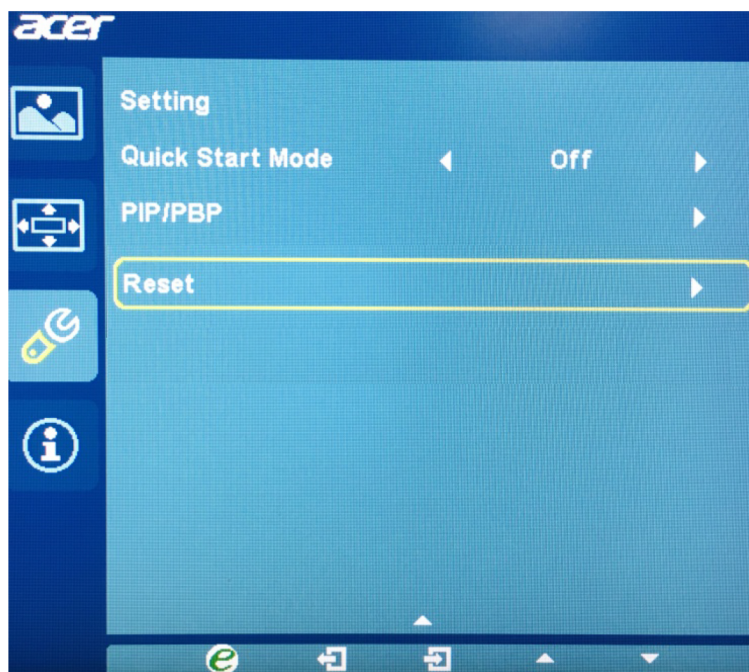 acer
Setting
Quick Start Mode Off
PIP/PBP
Reset